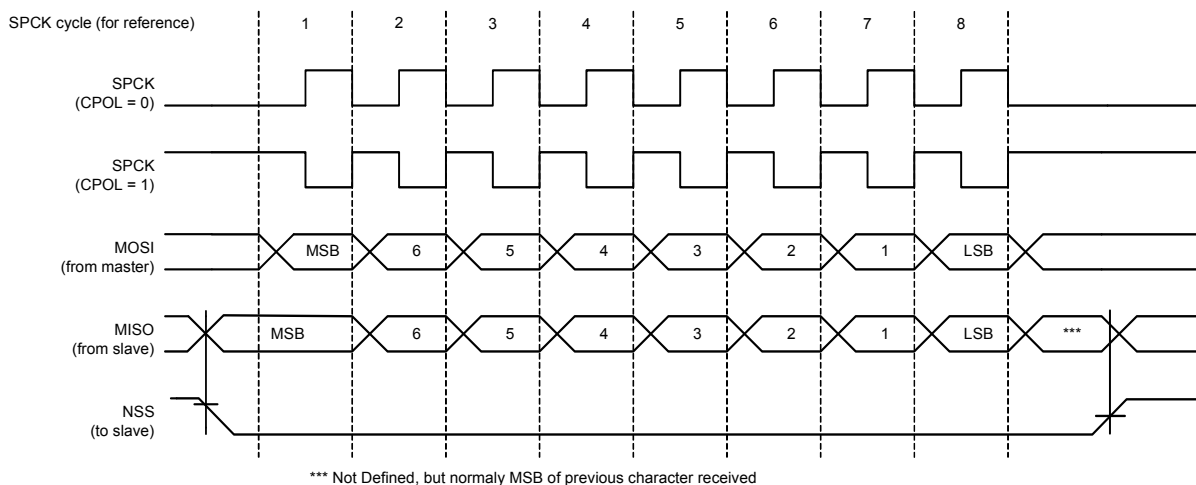 SPCK cycle (for reference)
1 2 3 4 5 6 7 8
SPCK
(CPOL = 0)
SPCK
(CPOL = 1)
MOSI
(from master)
MSB 6 5 4 3 2 1 LSB
MISO
(from slave)
MSB 6 5 4 3 2 1 LSB ***
NSS
(to slave)
*** Not Defined, but normaly MSB of previous character received